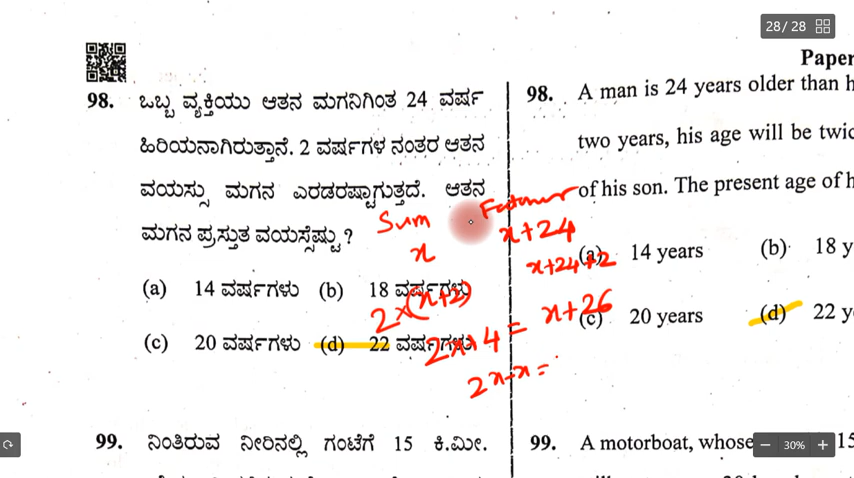 28 / 28
Paper
98. ಒಬ್ಬ ವ್ಯಕ್ತಿಯು ಆತನ ಮಗನಿಗಿಂತ 24 ವರ್ಷ
ಹಿರಿಯನಾಗಿರುತ್ತಾನೆ. 2 ವರ್ಷಗಳ ನಂತರ ಆತನ
ವಯಸ್ಸು ಮಗನ ಎರಡರಷ್ಟಾಗುತ್ತದೆ. ಆತನ
ಮಗನ ಪ್ರಸ್ತುತ ವಯಸ್ಸೆಷ್ಟು?
(a) 14 ವರ್ಷಗಳು (b) 18 ವರ್ಷಗಳು
(c) 20 ವರ್ಷಗಳು (d) 22 ವರ್ಷಗಳು
99. ನಿಂತಿರುವ ನೀರಿನಲ್ಲಿ ಗಂಟೆಗೆ 15 ಕಿ.ಮೀ.
98. A man is 24 years older than h
two years, his age will be twic
of his son. The present age of h
(a) 14 years (b) 18 y
(c) 20 years (d) 22 y
99. A motorboat, whose
30%
15
Sum
x x+24
x+24+2
2×(x+2)
2x+4 = x+26
2x-x=